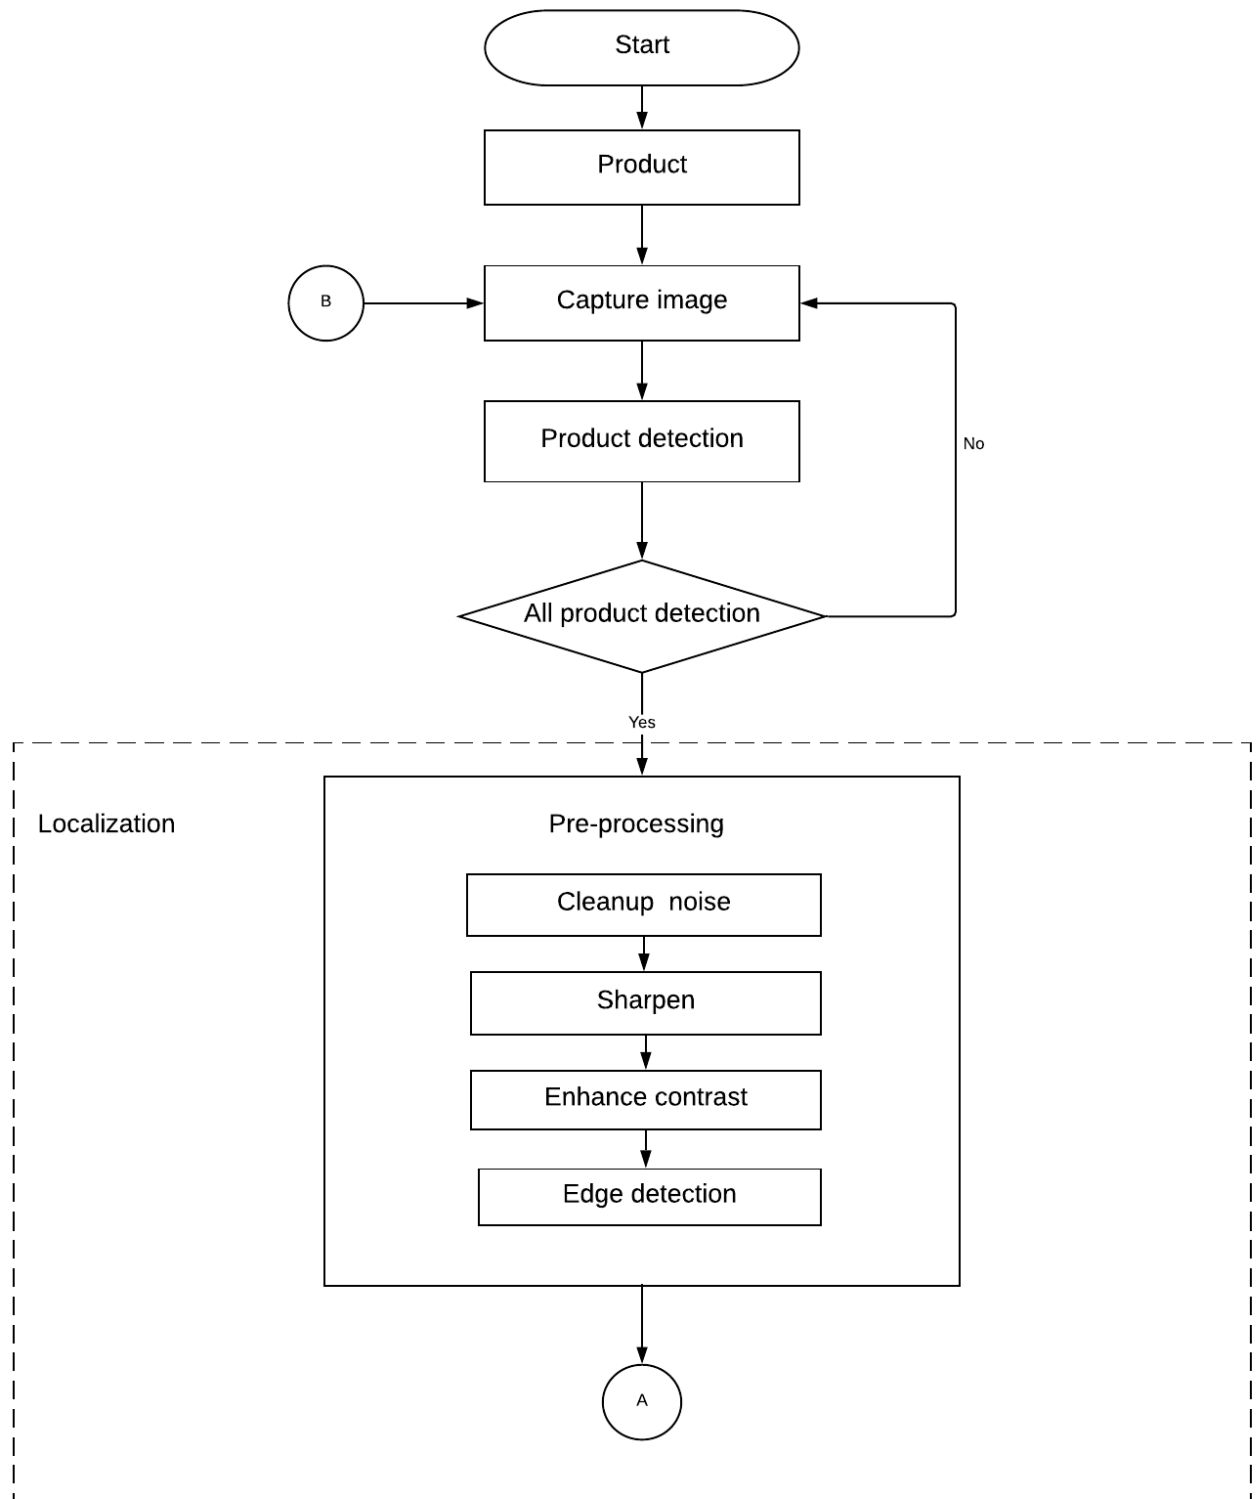 Start
Product
B
Capture image
Product detection
No
All product detection
Yes
Localization
Pre-processing
Cleanup  noise
Sharpen
Enhance contrast
Edge detection
A